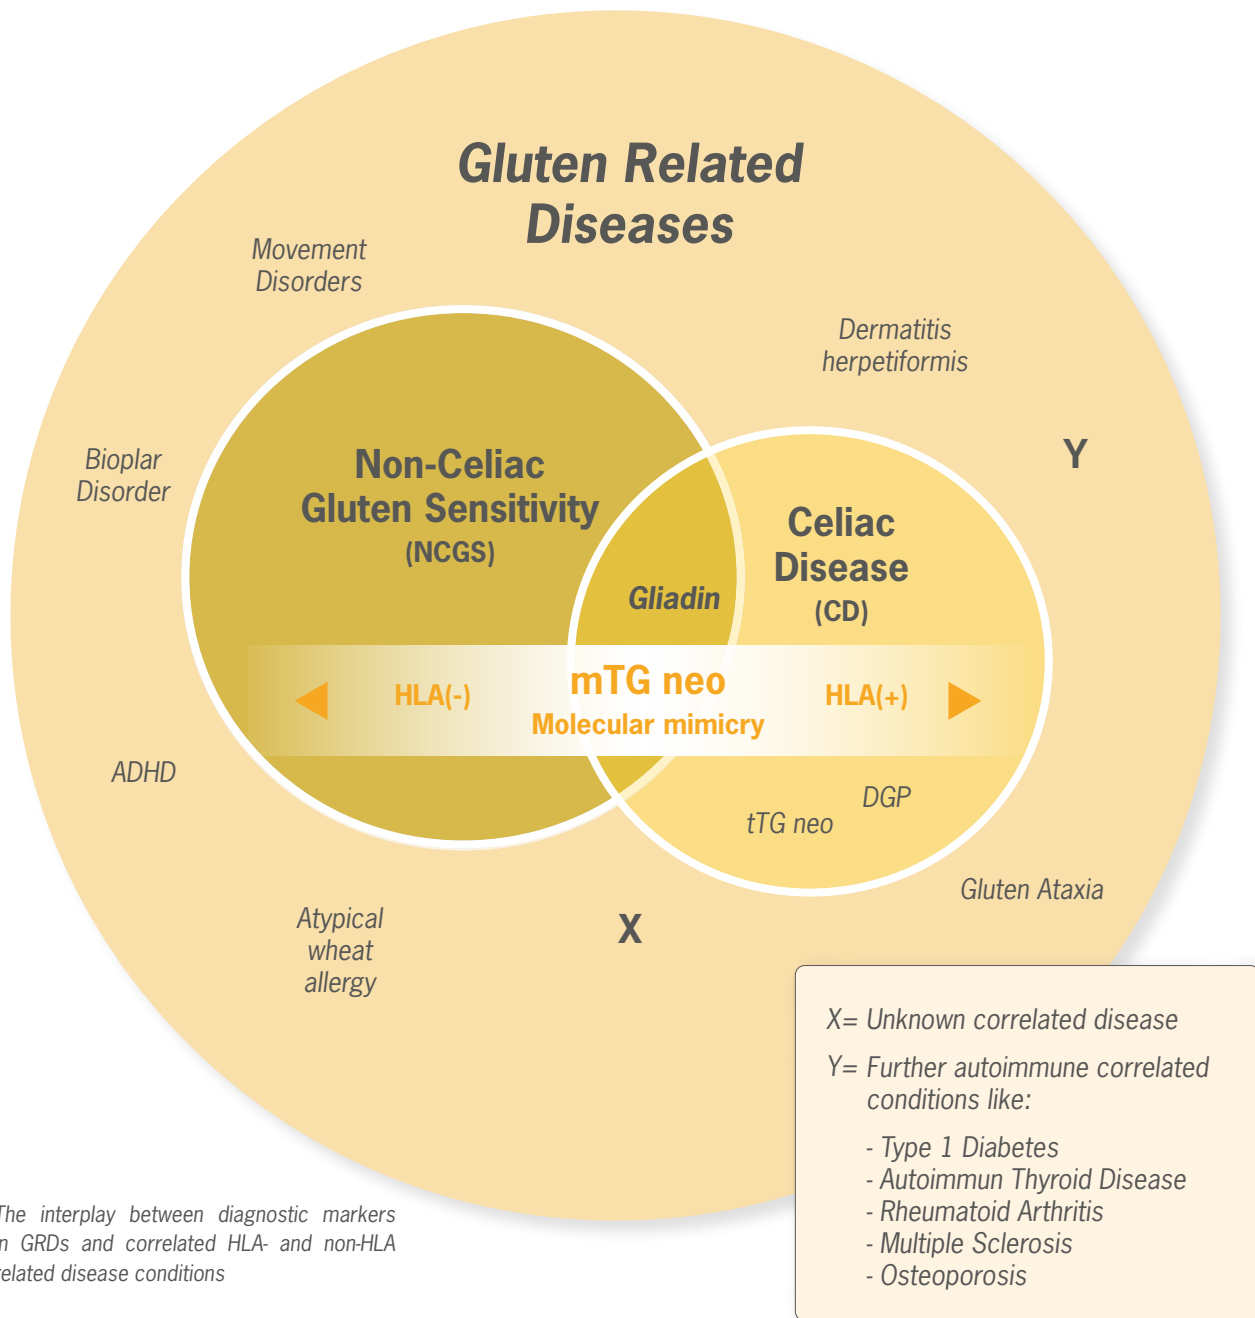 Gluten Related
Diseases
Movement
Disorders
Dermatitis
herpetiformis
Y
Bioplar
Disorder
Non-Celiac
Gluten Sensitivity
(NCGS)
Celiac
Disease
(CD)
Gliadin
mTG neo
HLA(-)
HLA(+)
Molecular mimicry
ADHD
DGP
tTG neo
Gluten Ataxia
Atypical
wheat
allergy
X
X= Unknown correlated disease
Y= Further autoimmune correlated
conditions like:
- Type 1 Diabetes
- Autoimmun Thyroid Disease
- Rheumatoid Arthritis
- Multiple Sclerosis
- Osteoporosis
The interplay between diagnostic markers
n GRDs and correlated HLA- and non-HLA
related disease conditions